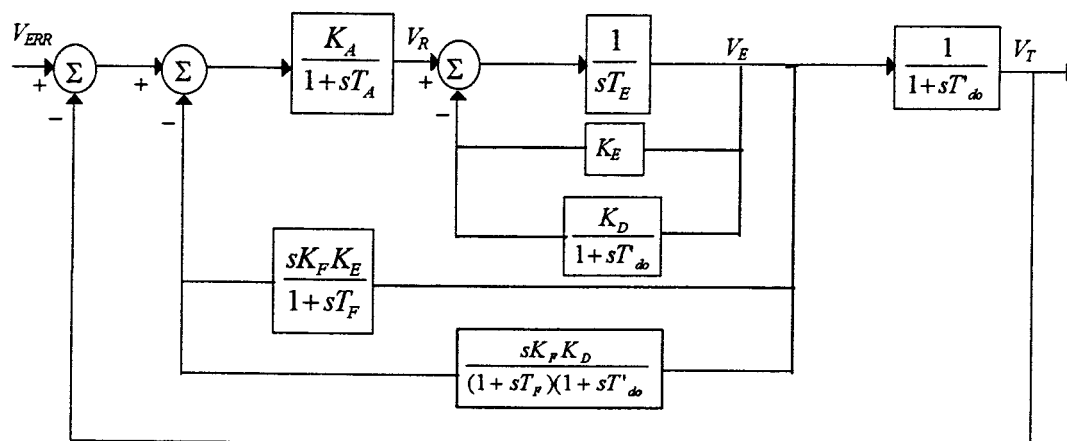 V_ERR
+
Σ
−
+
Σ
−
K_A
1 + sT_A
V_R
+
Σ
−
1
sT_E
V_E
1
1 + sT'_do
V_T
K_E
K_D
1 + sT'_do
sK_F K_E
1 + sT_F
sK_F K_D
(1 + sT_F)(1 + sT'_do